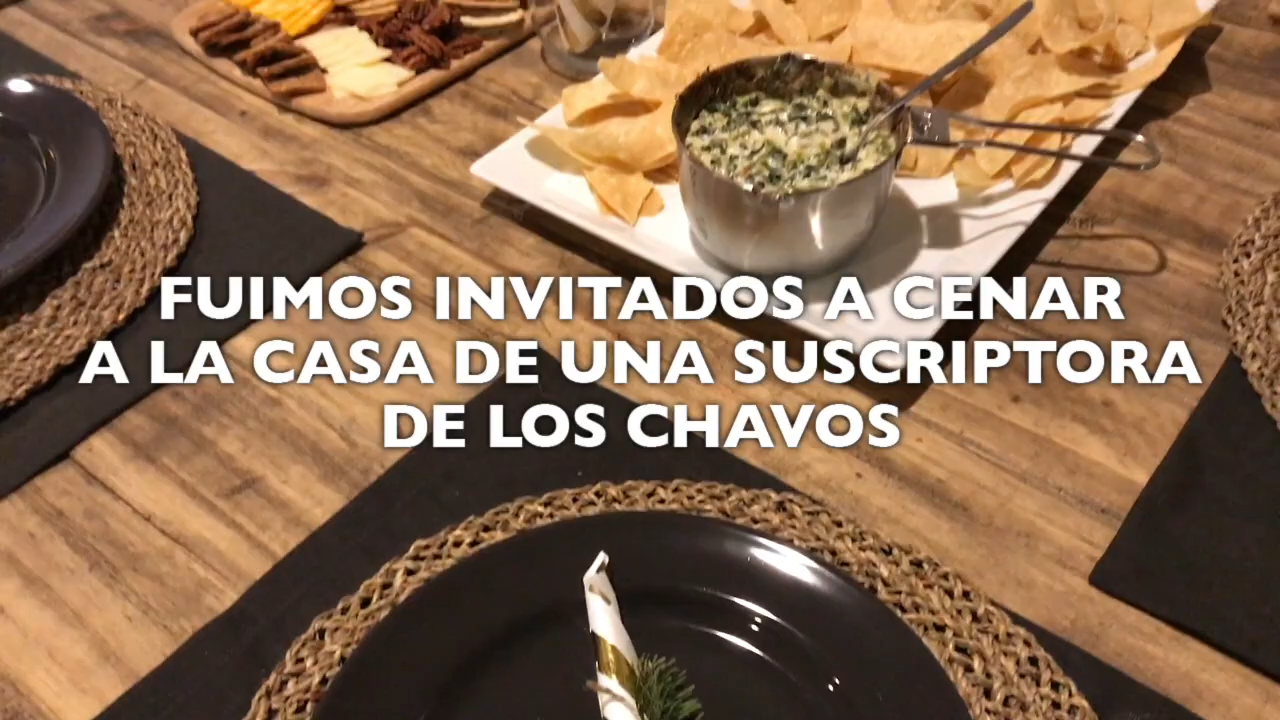 FUIMOS INVITADOS A CENAR
A LA CASA DE UNA SUSCRIPTORA
DE LOS CHAVOS